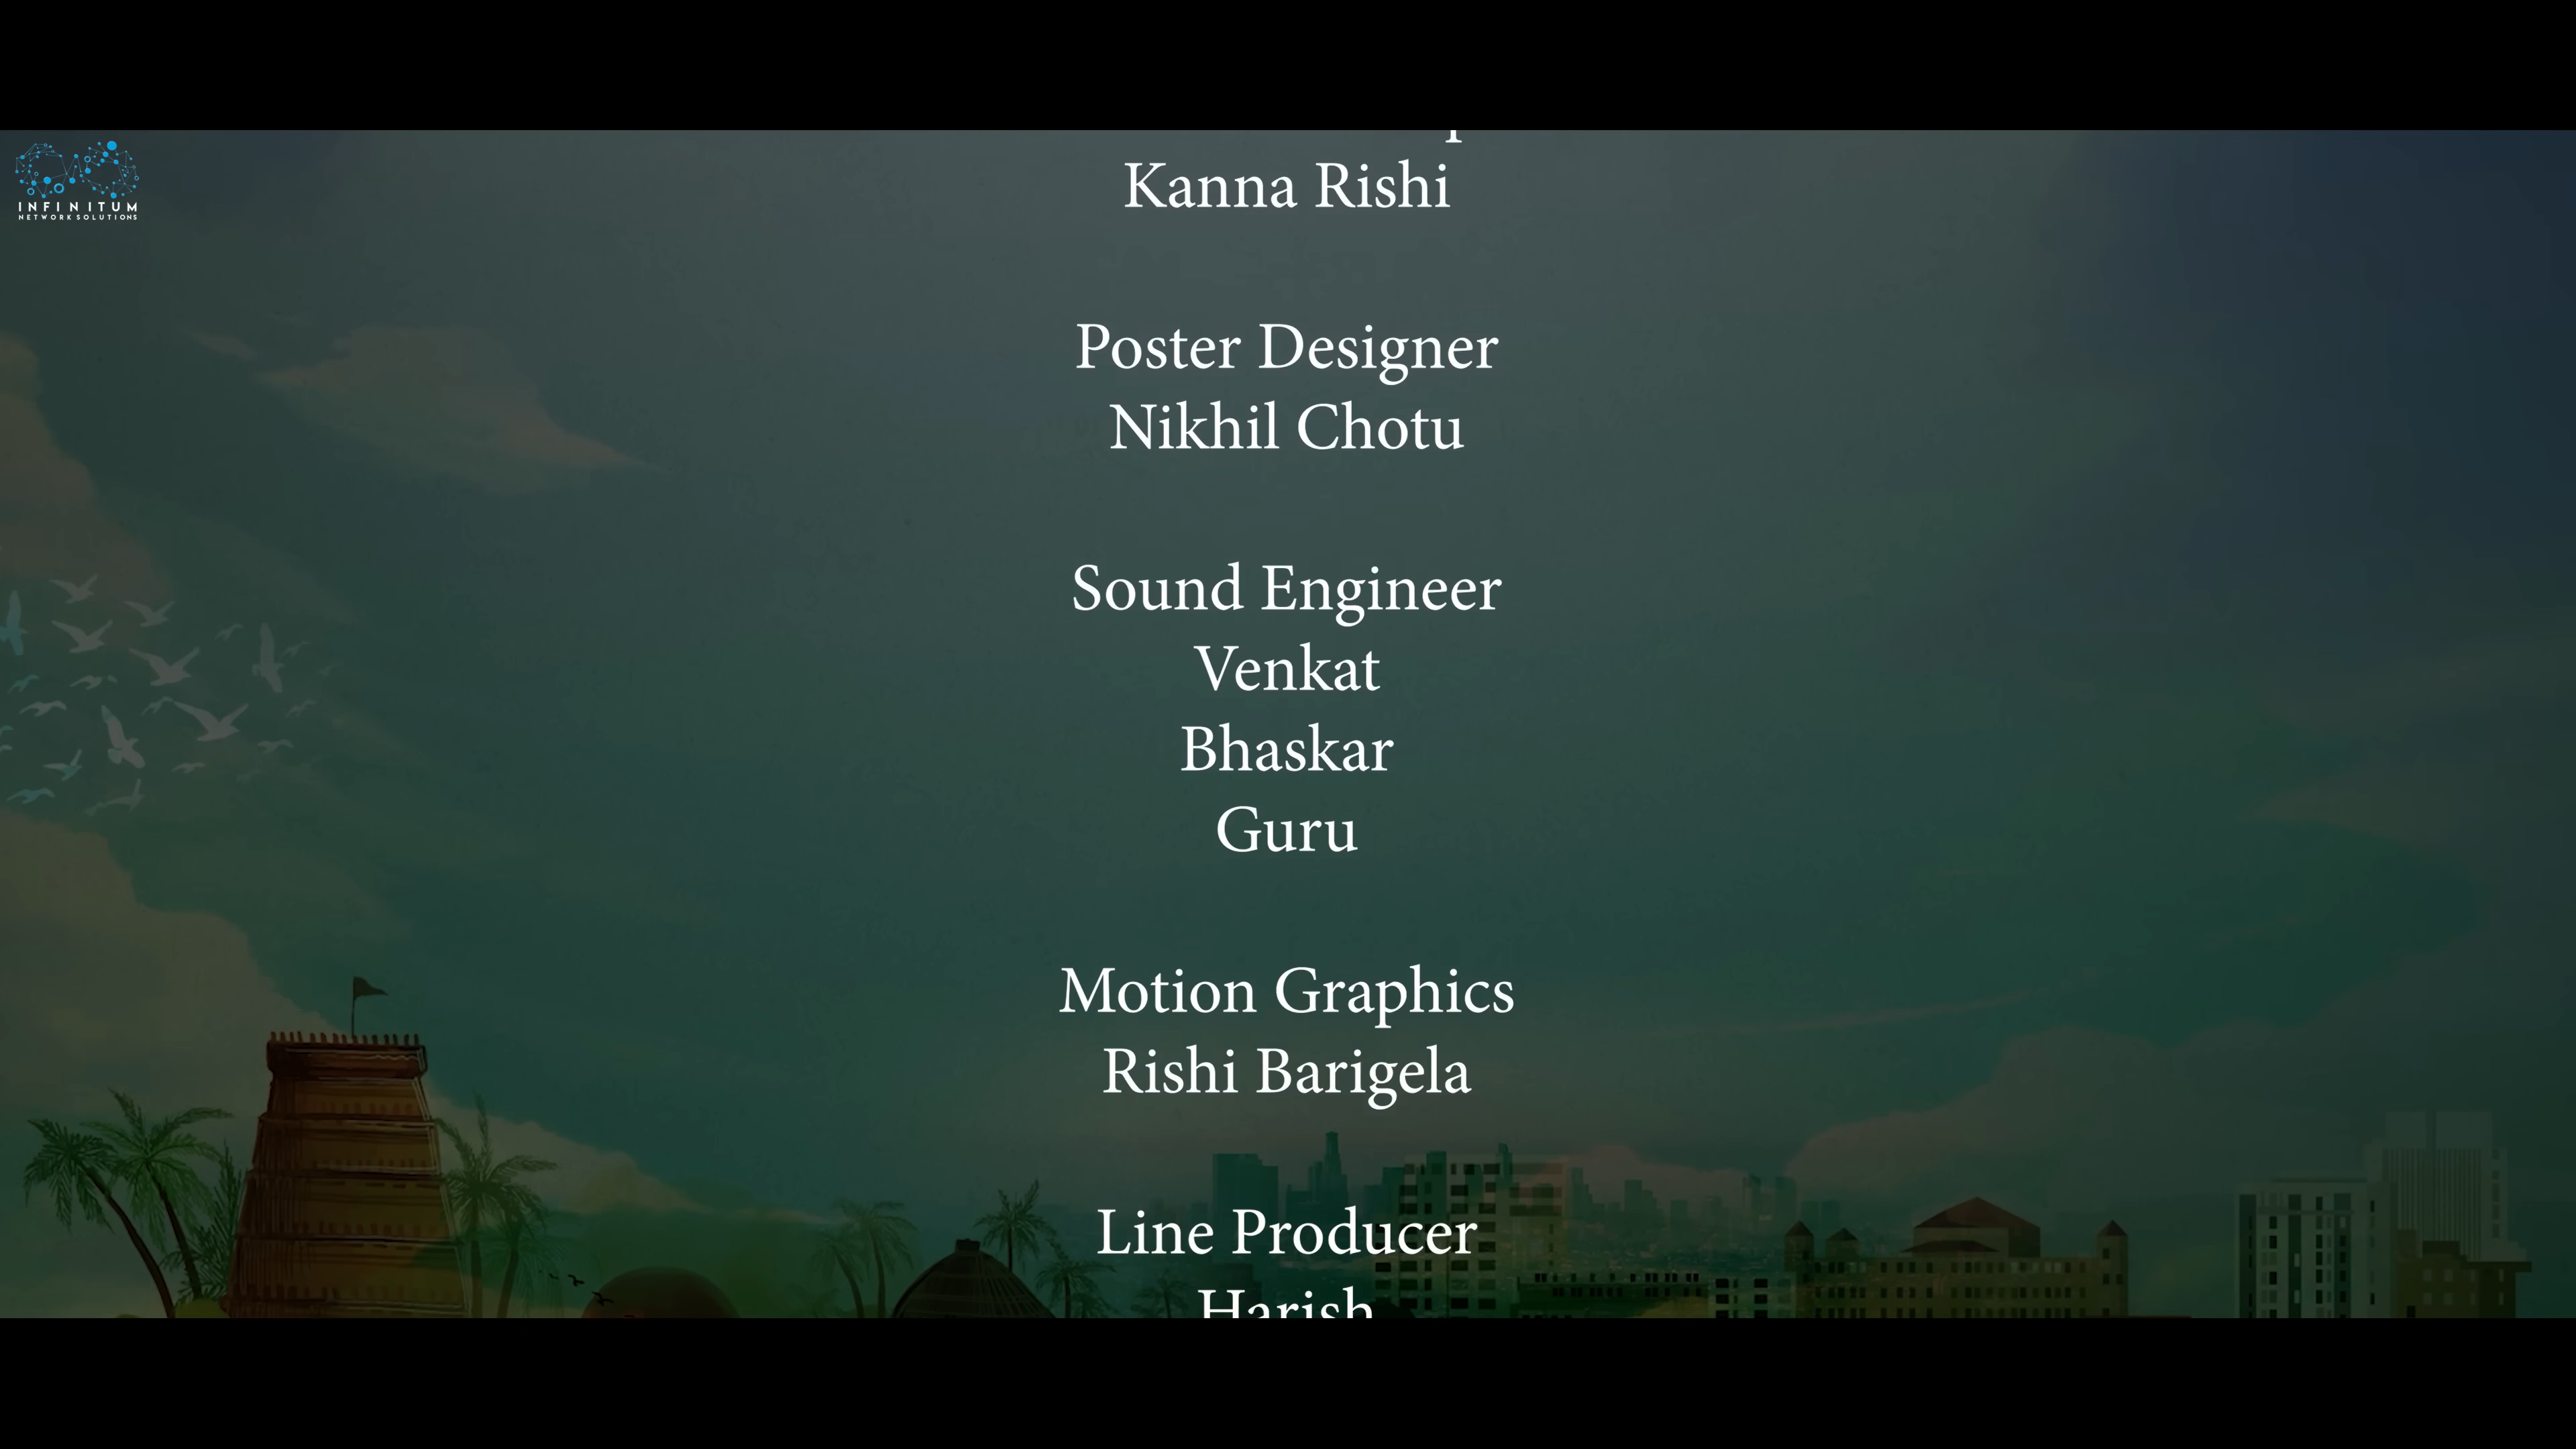 INFINITUM
NETWORK SOLUTIONS
Kanna Rishi
Poster Designer
Nikhil Chotu
Sound Engineer
Venkat
Bhaskar
Guru
Motion Graphics
Rishi Barigela
Line Producer
Harish